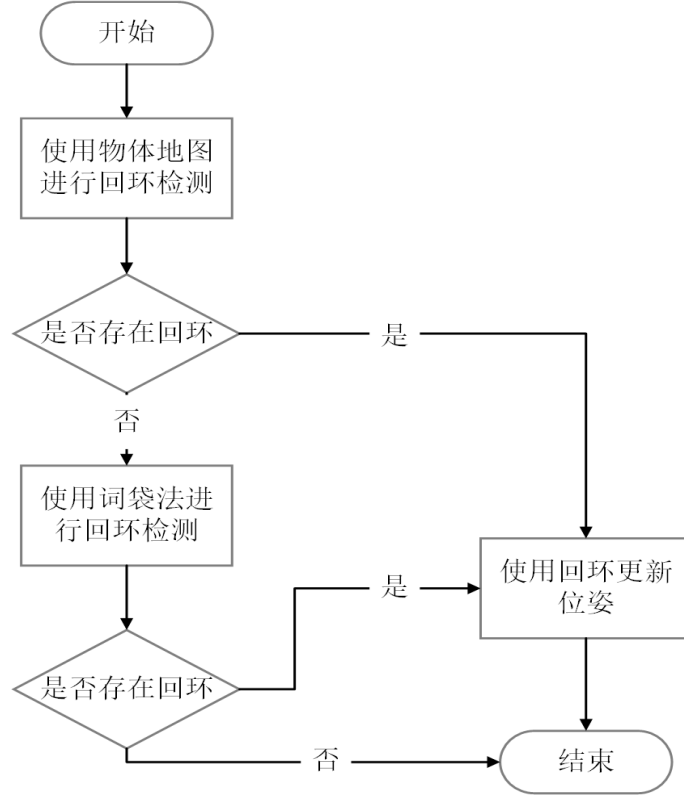 开始
使用物体地图
进行回环检测
是否存在回环
是
否
使用词袋法进
行回环检测
是
使用回环更新
位姿
是否存在回环
否
结束